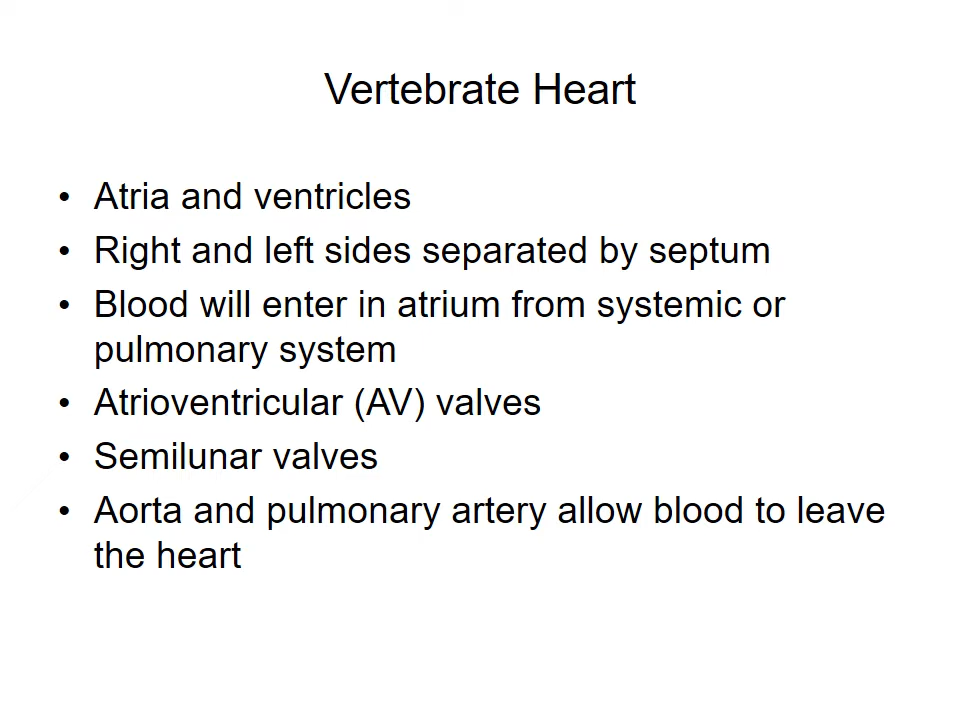 Vertebrate Heart
• Atria and ventricles
• Right and left sides separated by septum
• Blood will enter in atrium from systemic or
pulmonary system
• Atrioventricular (AV) valves
• Semilunar valves
• Aorta and pulmonary artery allow blood to leave
the heart